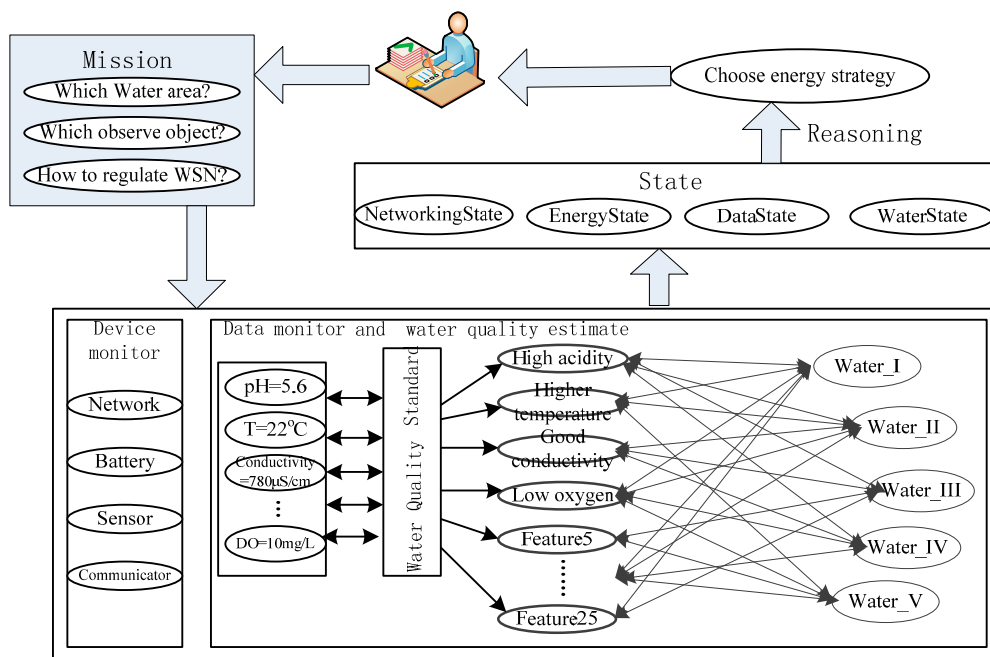 Mission
Which Water area?
Which observe object?
How to regulate WSN?
Choose energy strategy
Reasoning
State
NetworkingState
EnergyState
DataState
WaterState
Device
monitor
Network
Battery
Sensor
Communicator
Data monitor and water quality estimate
pH=5.6
T=22°C
Conductivity
=780μS/cm
DO=10mg/L
Water Quality Standard
High acidity
Higher
temperature
Good
conductivity
Low oxygen
Feature5
......
Feature25
Water_I
Water_II
Water_III
Water_IV
Water_V